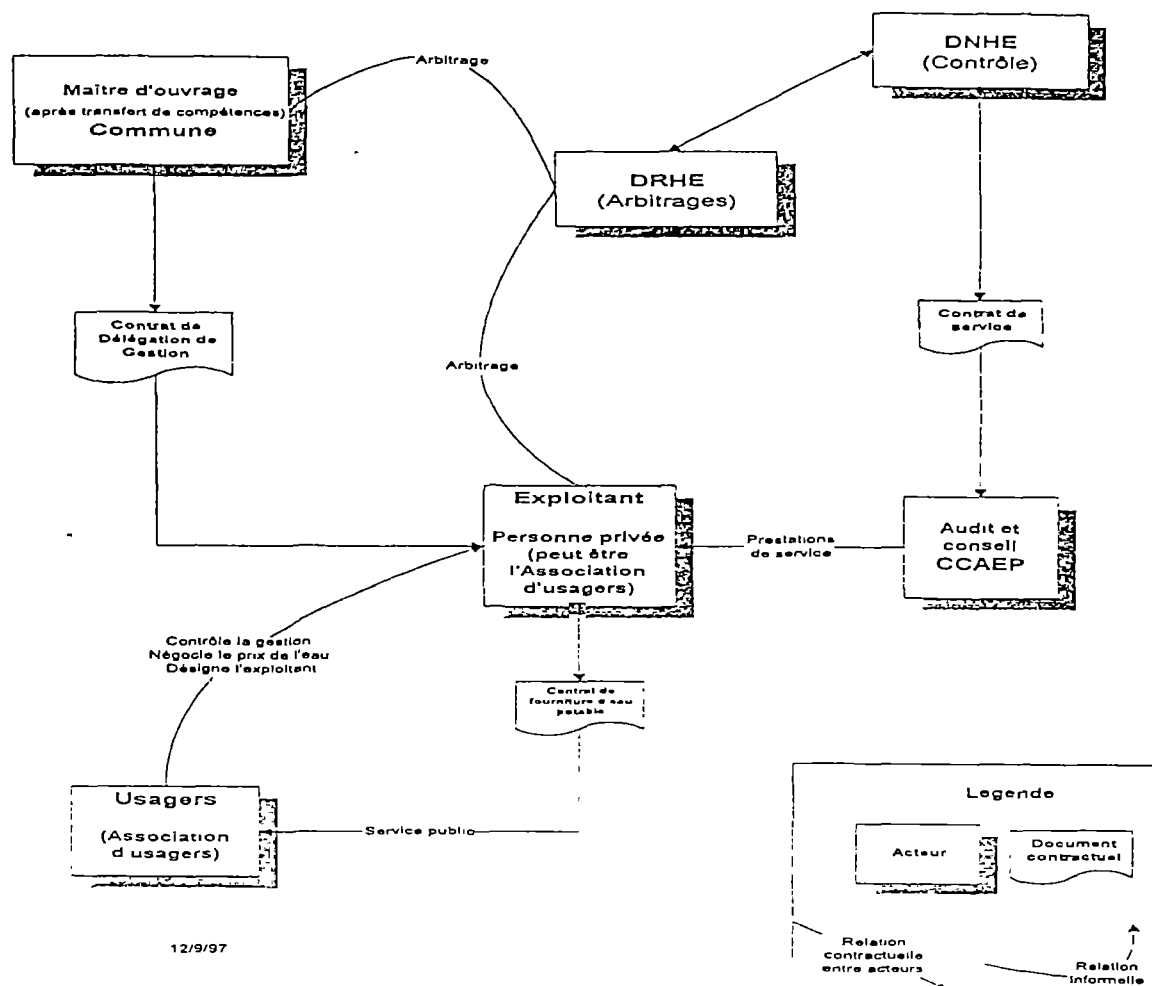 Maître d'ouvrage
(après transfert de compétences)
Commune
Arbitrage
DNHE
(Contrôle)
DRHE
(Arbitrages)
Contrat de
Délégation de
Gestion
Contrat de
service
Arbitrage
Exploitant
Personne privée
(peut être
l'Association
d'usagers)
Prestations
de service
Audit et
conseil
CCAEP
Contrôle la gestion
Négocie le prix de l'eau
Désigne l'exploitant
Contrat de
fourniture d'eau
potable
Usagers
(Association
d'usagers)
Service public
Legende
Acteur
Document
contractuel
Relation
contractuelle
entre acteurs
Relation
informelle
12/9/97